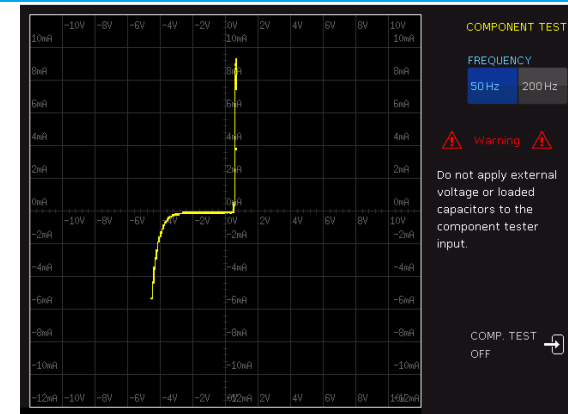 -10V -8V -6V -4V -2V 0V 2V 4V 6V 8V 10V
10mA 10mA 10mA
8mA 8mA 8mA
6mA 6mA 6mA
4mA 4mA 4mA
2mA 2mA 2mA
0mA 0mA 0mA
-10V -8V -6V -4V -2V 2V 4V 6V 8V 10V
-2mA -2mA -2mA
-4mA -4mA -4mA
-6mA -6mA -6mA
-8mA -8mA -8mA
-10mA -10mA -10mA
-12mA -10V -8V -6V -4V -2V 2V 4V 6V 8V
COMPONENT TEST
FREQUENCY
50 Hz 200 Hz
Warning
Do not apply external
voltage or loaded
capacitors to the
component tester
input.
COMP. TEST
OFF